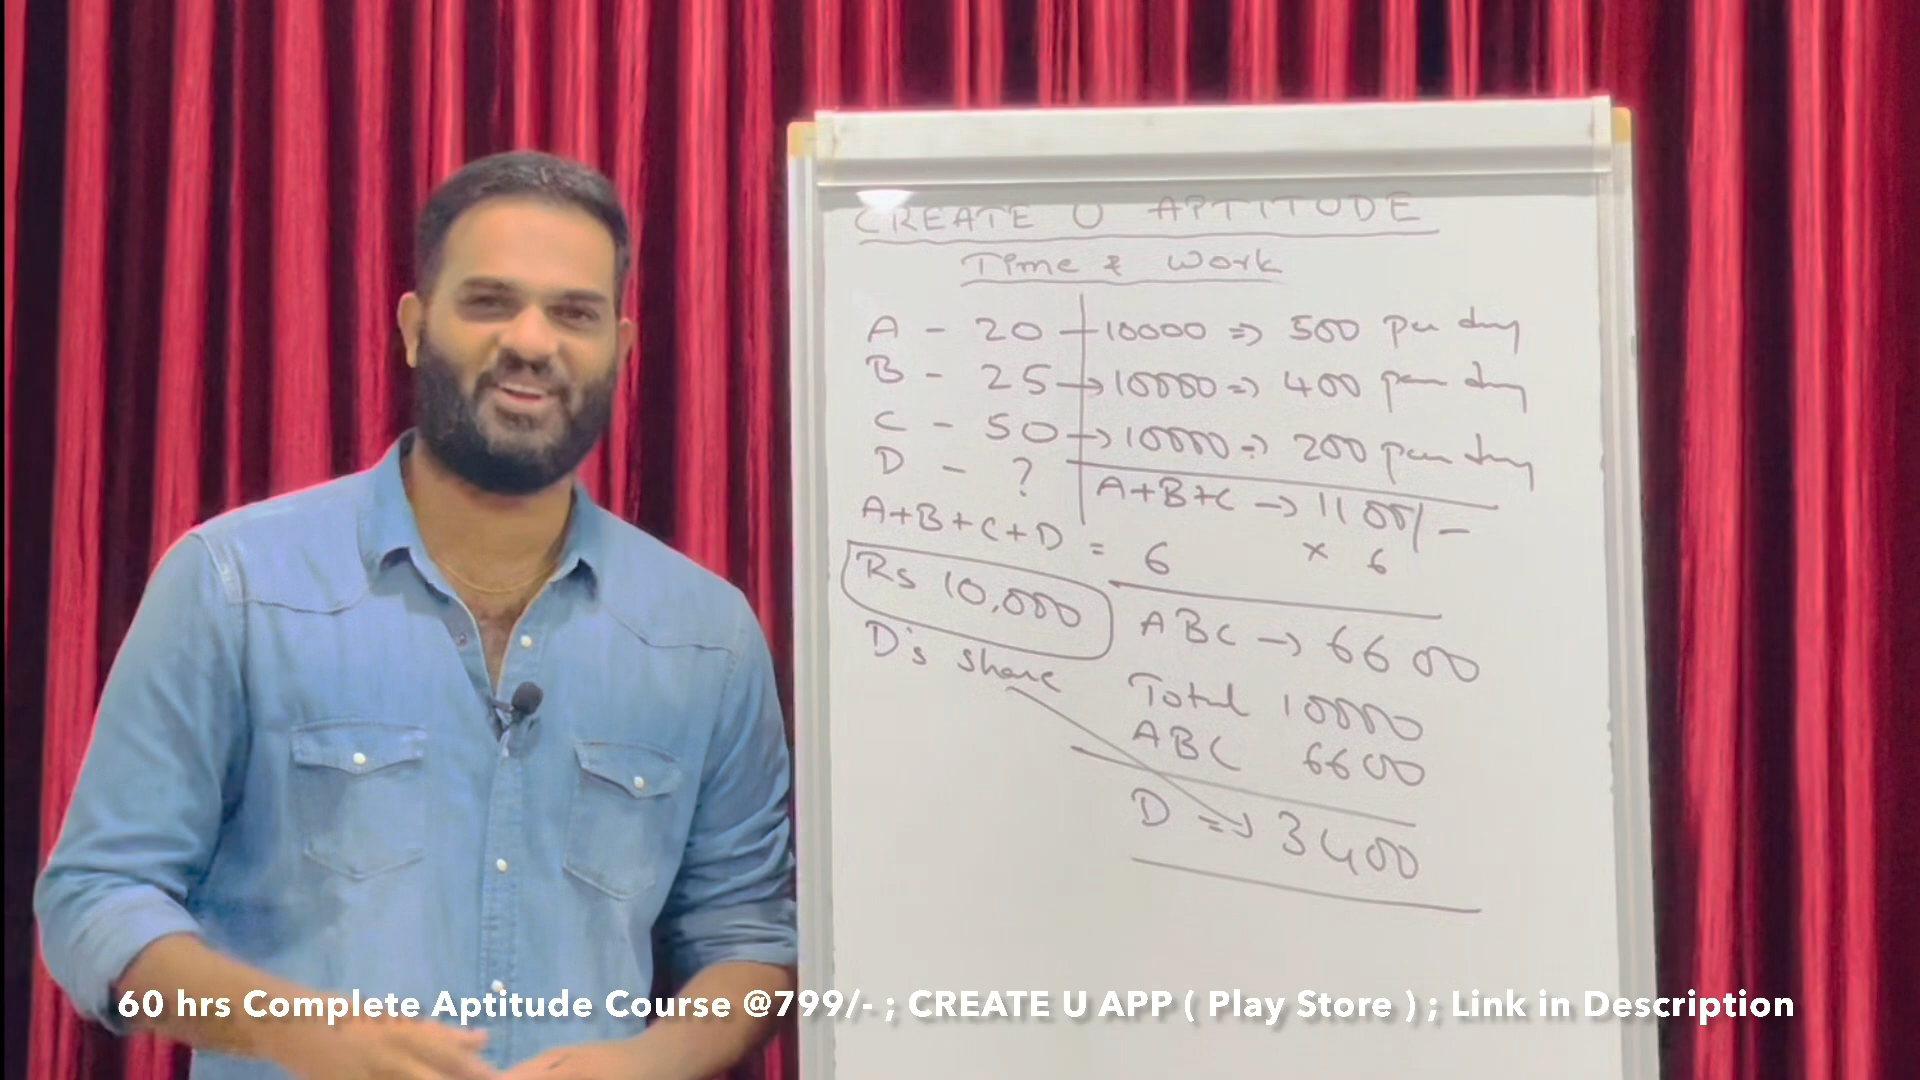 CREATE U APTITUDE
Time & Work
A - 20 → 10000 => 500 per day
B - 25 → 10000 => 400 per day
C - 50 → 10000 => 200 per day
D - ?
A+B+C → 1100/-
A+B+C+D = 6
× 6
Rs 10,000
ABC → 6600
D's share
Total 10000
ABC 6600
D => 3400
60 hrs Complete Aptitude Course @799/- ; CREATE U APP ( Play Store ) ; Link in Description